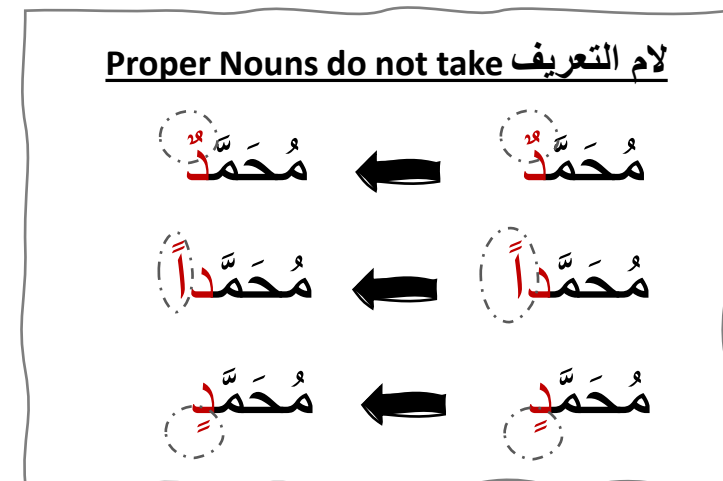 Proper Nouns do not take لام التعريف
مُحَمَّدٌ مُحَمَّدٌ
مُحَمَّداً مُحَمَّداً
مُحَمَّدٍ مُحَمَّدٍ